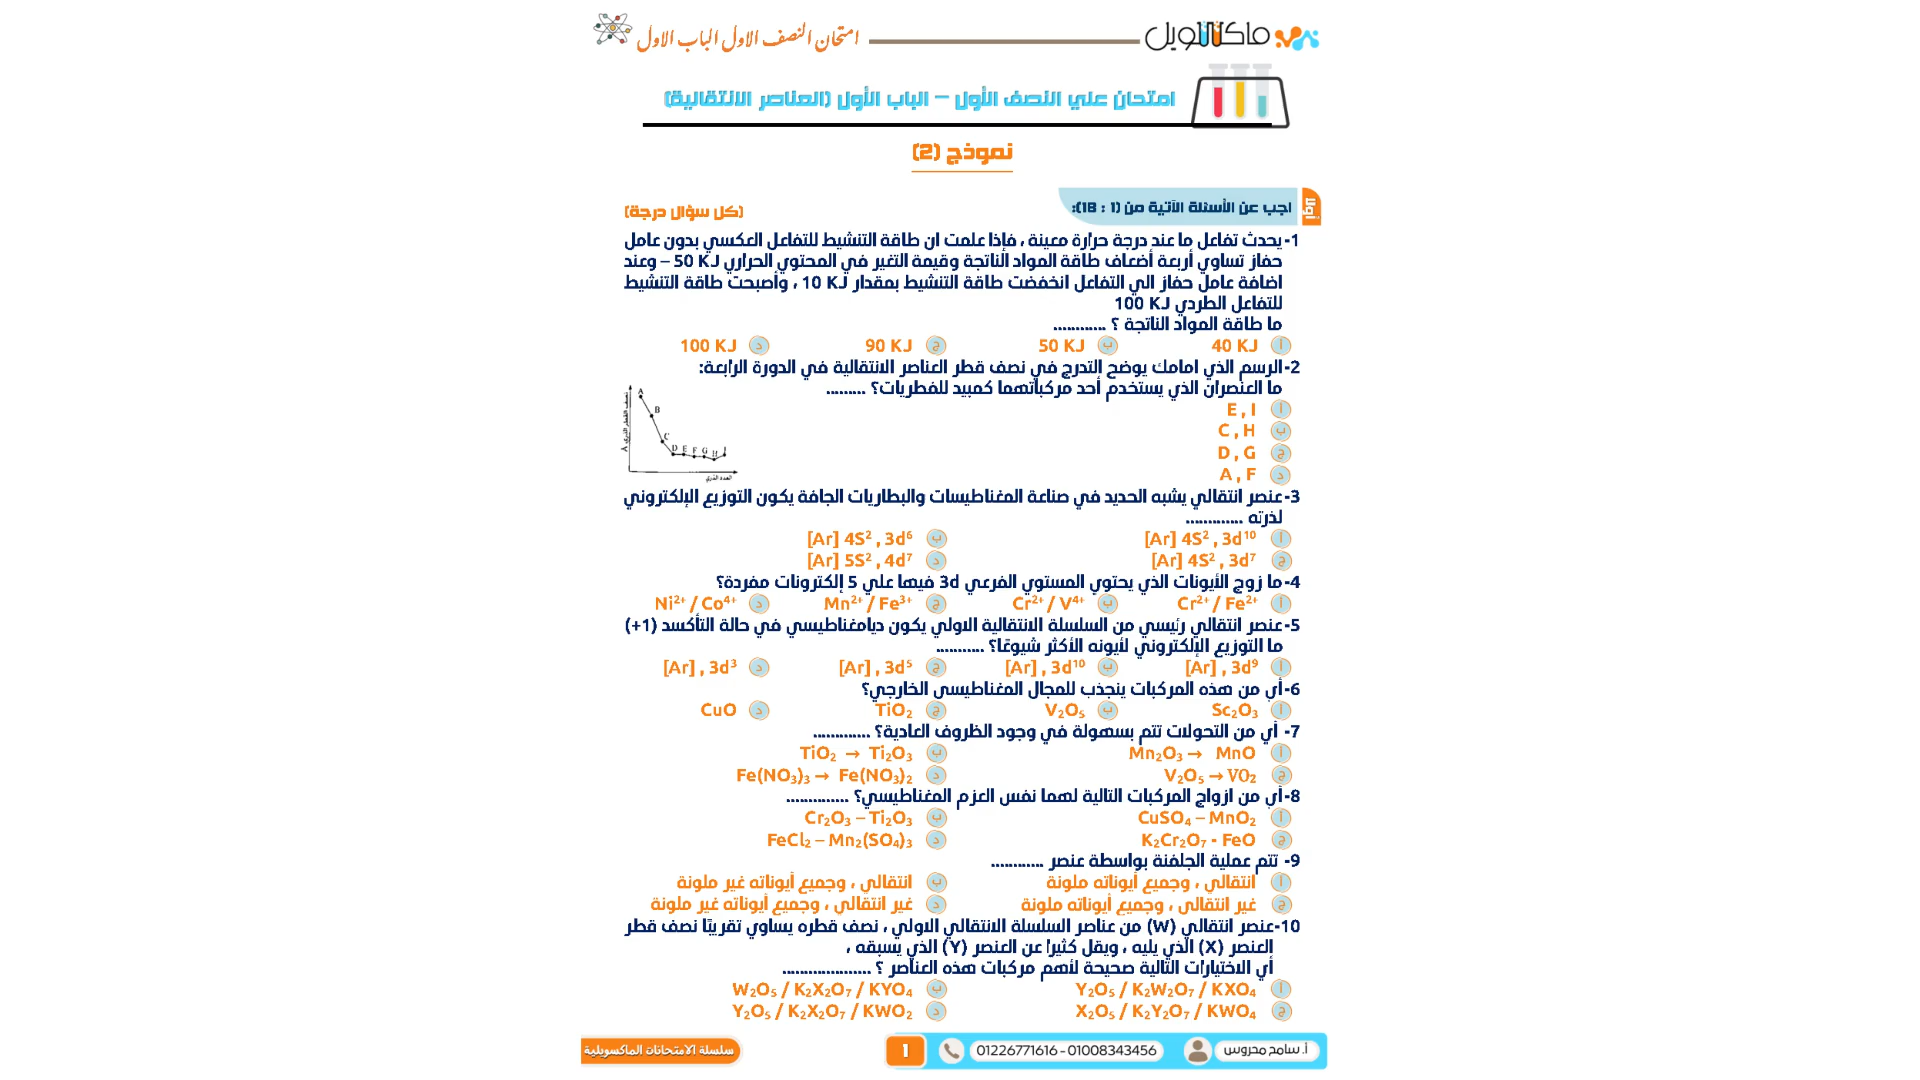 ماكسويل
امتحان النصف الاول الباب الاول
امتحان علي النصف الأول – الباب الأول (العناصر الانتقالية)
نموذج (2)
أولا اجب عن الأسئلة الآتية من (1 : 18): (كل سؤال درجة)
1- يحدث تفاعل ما عند درجة حرارة معينة ، فإذا علمت ان طاقة التنشيط للتفاعل العكسي بدون عامل
حفاز تساوي أربعة أضعاف طاقة المواد الناتجة وقيمة التغير في المحتوي الحراري 50 KJ – وعند
اضافة عامل حفاز الي التفاعل انخفضت طاقة التنشيط بمقدار 10 KJ ، وأصبحت طاقة التنشيط
للتفاعل الطردي 100 KJ
ما طاقة المواد الناتجة ؟ ............
أ 40 KJ ب 50 KJ ج 90 KJ د 100 KJ
2- الرسم الذي امامك يوضح التدرج في نصف قطر العناصر الانتقالية في الدورة الرابعة:
ما العنصران الذي يستخدم أحد مركباتهما كمبيد للفطريات؟ .........
أ E , I
ب C , H
ج D , G
د A , F
نصف القطر الذري Å
A B C D E F G H I
العدد الذري
3- عنصر انتقالي يشبه الحديد في صناعة المغناطيسات والبطاريات الجافة يكون التوزيع الإلكتروني
لذرته .............
أ [Ar] 4S² , 3d¹⁰ ب [Ar] 4S² , 3d⁶
ج [Ar] 4S² , 3d⁷ د [Ar] 5S² , 4d⁷
4- ما زوج الأيونات الذي يحتوي المستوي الفرعي 3d فيها علي 5 إلكترونات مفردة؟
أ Cr²⁺ / Fe²⁺ ب Cr²⁺ / V⁴⁺ ج Mn²⁺ / Fe³⁺ د Ni²⁺ / Co⁴⁺
5- عنصر انتقالي رئيسي من السلسلة الانتقالية الاولي يكون ديامغناطيسي في حالة التأكسد (1+)
ما التوزيع الإلكتروني لأيونه الأكثر شيوعًا؟ ...........
أ [Ar] , 3d⁹ ب [Ar] , 3d¹⁰ ج [Ar] , 3d⁵ د [Ar] , 3d³
6- أي من هذه المركبات ينجذب للمجال المغناطيسي الخارجي؟
أ Sc₂O₃ ب V₂O₅ ج TiO₂ د CuO
7- أي من التحولات تتم بسهولة في وجود الظروف العادية؟ .............
أ Mn₂O₃ → MnO ب TiO₂ → Ti₂O₃
ج V₂O₅ → VO₂ د Fe(NO₃)₃ → Fe(NO₃)₂
8- أي من ازواج المركبات التالية لهما نفس العزم المغناطيسي؟ ..............
أ CuSO₄ – MnO₂ ب Cr₂O₃ – Ti₂O₃
ج K₂Cr₂O₇ - FeO د FeCl₂ – Mn₂(SO₄)₃
9- تتم عملية الجلفنة بواسطة عنصر ............
أ انتقالي ، وجميع أيوناته ملونة ب انتقالي ، وجميع أيوناته غير ملونة
ج غير انتقالي ، وجميع أيوناته ملونة د غير انتقالي ، وجميع أيوناته غير ملونة
10- عنصر انتقالي (W) من عناصر السلسلة الانتقالي الاولي ، نصف قطره يساوي تقريبًا نصف قطر
العنصر (X) الذي يليه ، ويقل كثيرا عن العنصر (Y) الذي يسبقه ،
أي الاختيارات التالية صحيحة لأهم مركبات هذه العناصر ؟ ....................
أ Y₂O₅ / K₂W₂O₇ / KXO₄ ب W₂O₅ / K₂X₂O₇ / KYO₄
ج X₂O₅ / K₂Y₂O₇ / KWO₄ د Y₂O₅ / K₂X₂O₇ / KWO₂
أ. سامح محروس 01226771616 - 01008343456 1 سلسلة الامتحانات الماكسويلية